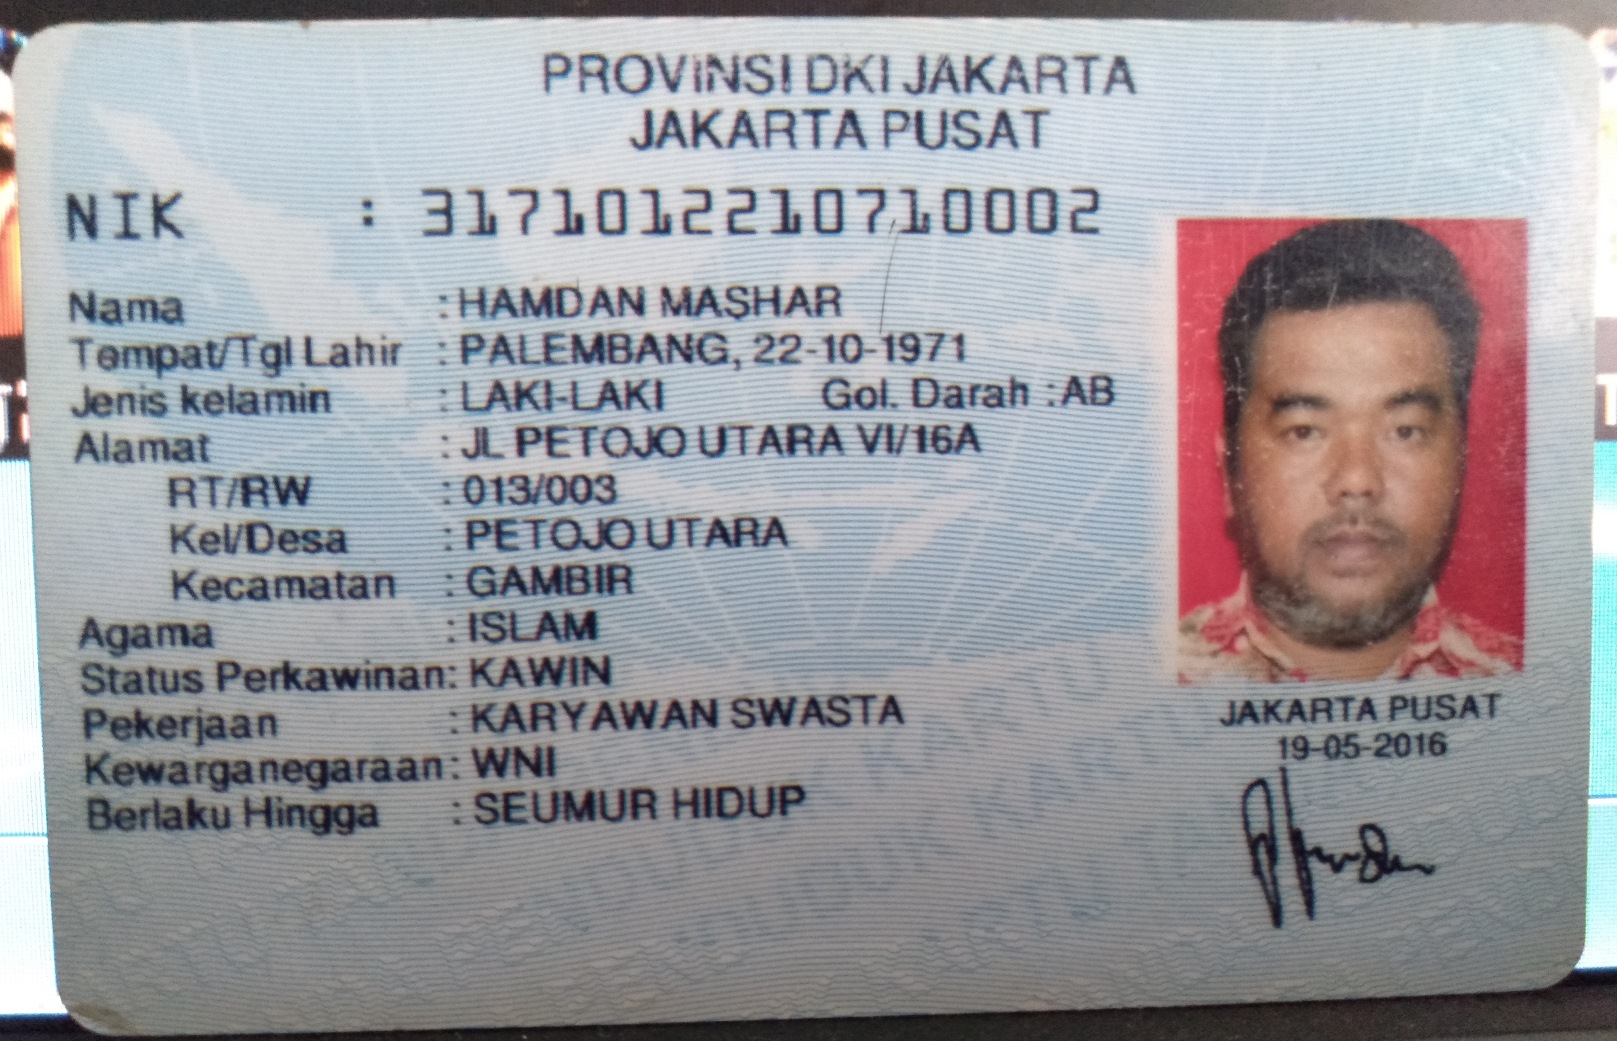 PROVINSI DKI JAKARTA
JAKARTA PUSAT
NIK : 3171012210710002
Nama : HAMDAN MASHAR
Tempat/Tgl Lahir : PALEMBANG, 22-10-1971
Jenis kelamin : LAKI-LAKI Gol. Darah : AB
Alamat : JL PETOJO UTARA VI/16A
RT/RW : 013/003
Kel/Desa : PETOJO UTARA
Kecamatan : GAMBIR
Agama : ISLAM
Status Perkawinan: KAWIN
Pekerjaan : KARYAWAN SWASTA
Kewarganegaraan: WNI
Berlaku Hingga : SEUMUR HIDUP
JAKARTA PUSAT
19-05-2016